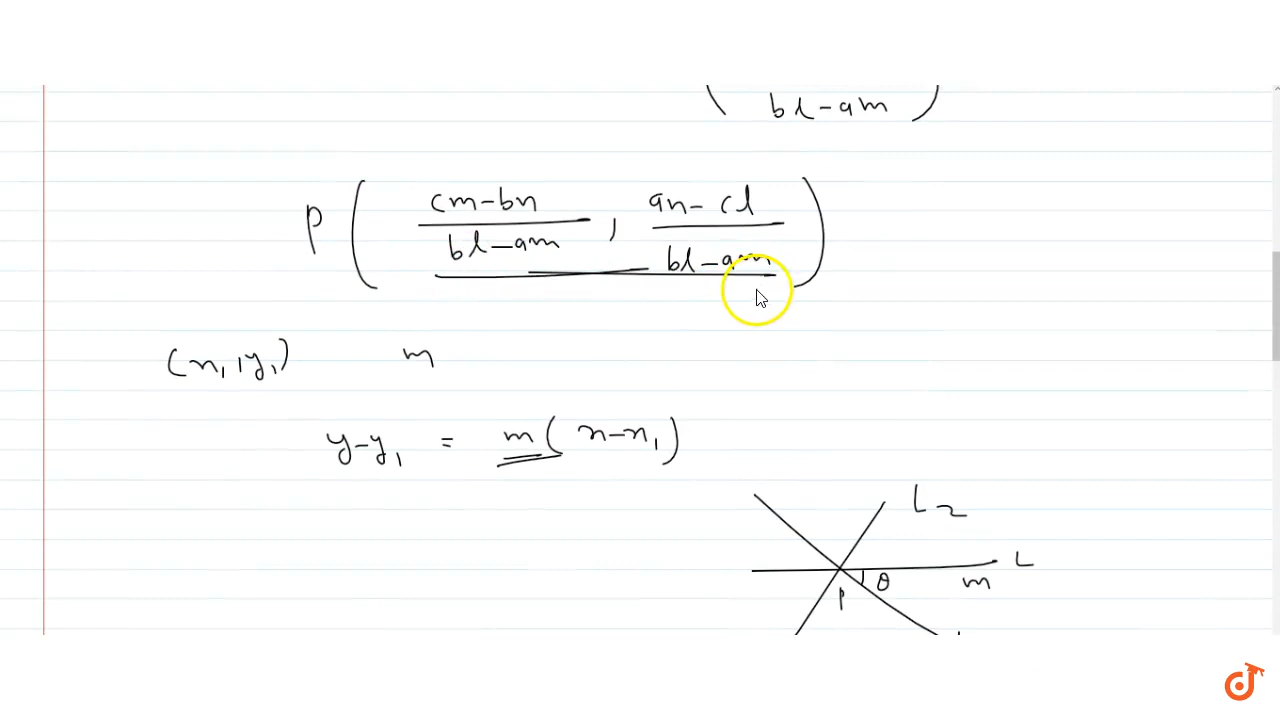 bl-am
P ( cm-bn / bl-am , an-cl / bl-am )
(x₁, y₁) m
y-y₁ = m(x-x₁)
L₂
L
θ m
P